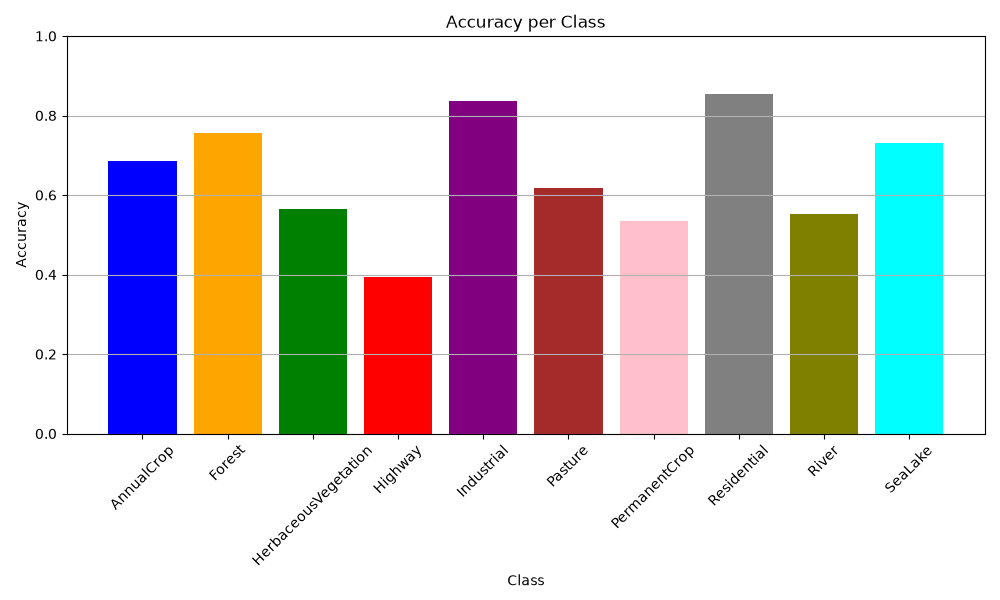 Accuracy per Class
1.0
0.8
0.6
0.4
0.2
0.0
Accuracy
AnnualCrop
Forest
HerbaceousVegetation
Highway
Industrial
Pasture
PermanentCrop
Residential
River
SeaLake
Class